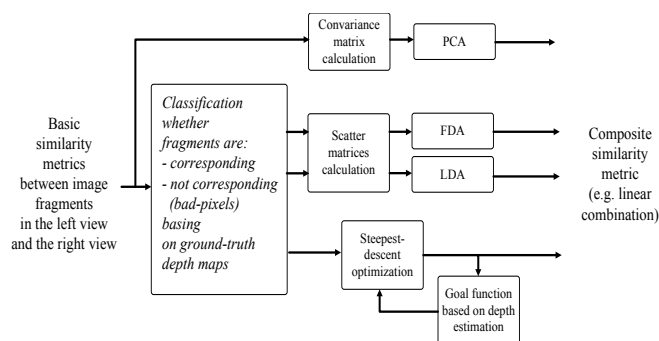 Convariance
matrix
calculation
PCA
Basic
similarity
metrics
between image
fragments
in the left view
and the right view
Classification
whether
fragments are:
- corresponding
- not corresponding
(bad-pixels)
basing
on ground-truth
depth maps
Scatter
matrices
calculation
FDA
LDA
Steepest-
descent
optimization
Goal function
based on depth
estimation
Composite
similarity
metric
(e.g. linear
combination)